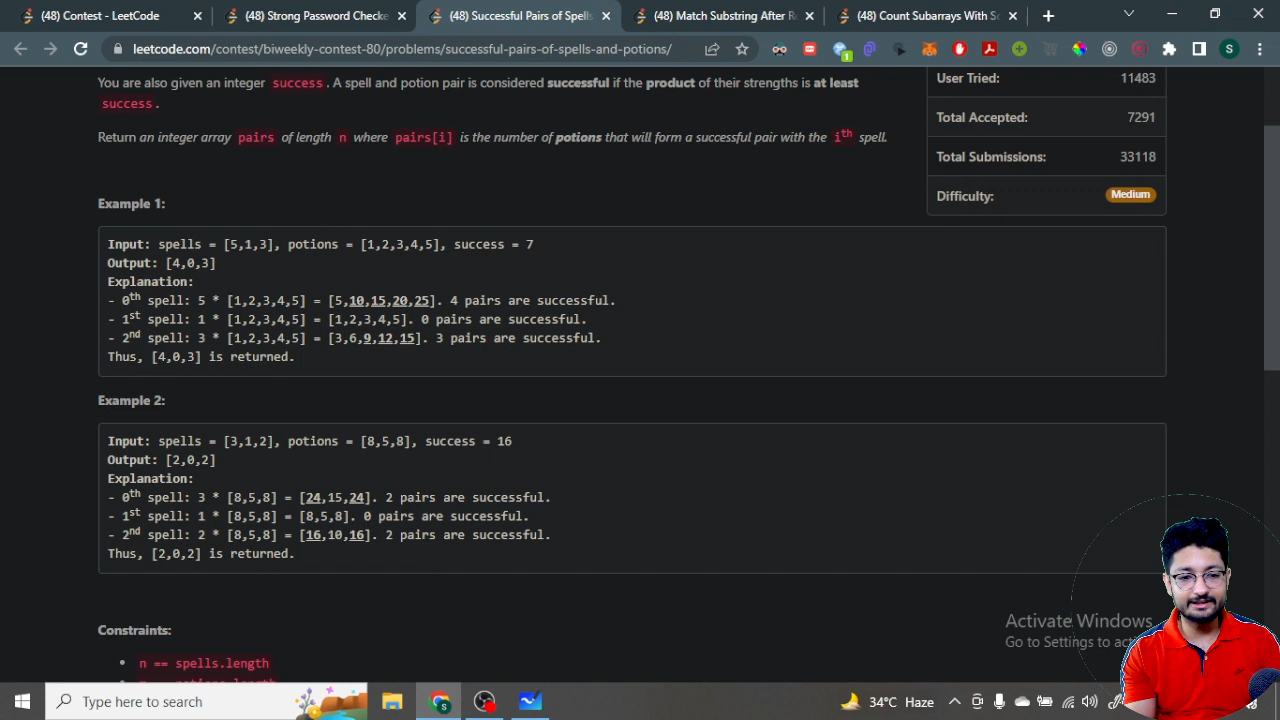 (48) Contest - LeetCode
(48) Strong Password Checke
(48) Successful Pairs of Spells
(48) Match Substring After Re
(48) Count Subarrays With Sc
leetcode.com/contest/biweekly-contest-80/problems/successful-pairs-of-spells-and-potions/
You are also given an integer success. A spell and potion pair is considered successful if the product of their strengths is at least
success.
Return an integer array pairs of length n where pairs[i] is the number of potions that will form a successful pair with the ith spell.
User Tried: 11483
Total Accepted: 7291
Total Submissions: 33118
Difficulty: Medium
Example 1:
Input: spells = [5,1,3], potions = [1,2,3,4,5], success = 7
Output: [4,0,3]
Explanation:
- 0th spell: 5 * [1,2,3,4,5] = [5,10,15,20,25]. 4 pairs are successful.
- 1st spell: 1 * [1,2,3,4,5] = [1,2,3,4,5]. 0 pairs are successful.
- 2nd spell: 3 * [1,2,3,4,5] = [3,6,9,12,15]. 3 pairs are successful.
Thus, [4,0,3] is returned.
Example 2:
Input: spells = [3,1,2], potions = [8,5,8], success = 16
Output: [2,0,2]
Explanation:
- 0th spell: 3 * [8,5,8] = [24,15,24]. 2 pairs are successful.
- 1st spell: 1 * [8,5,8] = [8,5,8]. 0 pairs are successful.
- 2nd spell: 2 * [8,5,8] = [16,10,16]. 2 pairs are successful.
Thus, [2,0,2] is returned.
Constraints:
n == spells.length
Activate Windows
Go to Settings to
Type here to search
34°C Haze